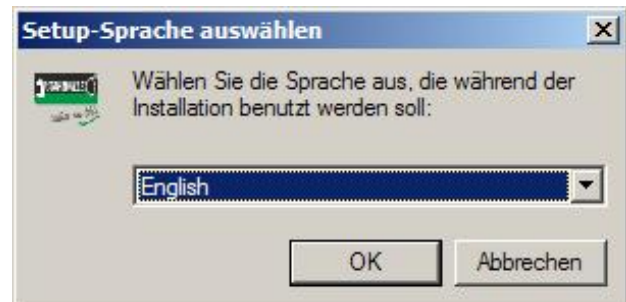 Setup-Sprache auswählen
Wählen Sie die Sprache aus, die während der
Installation benutzt werden soll:
English
OK
Abbrechen